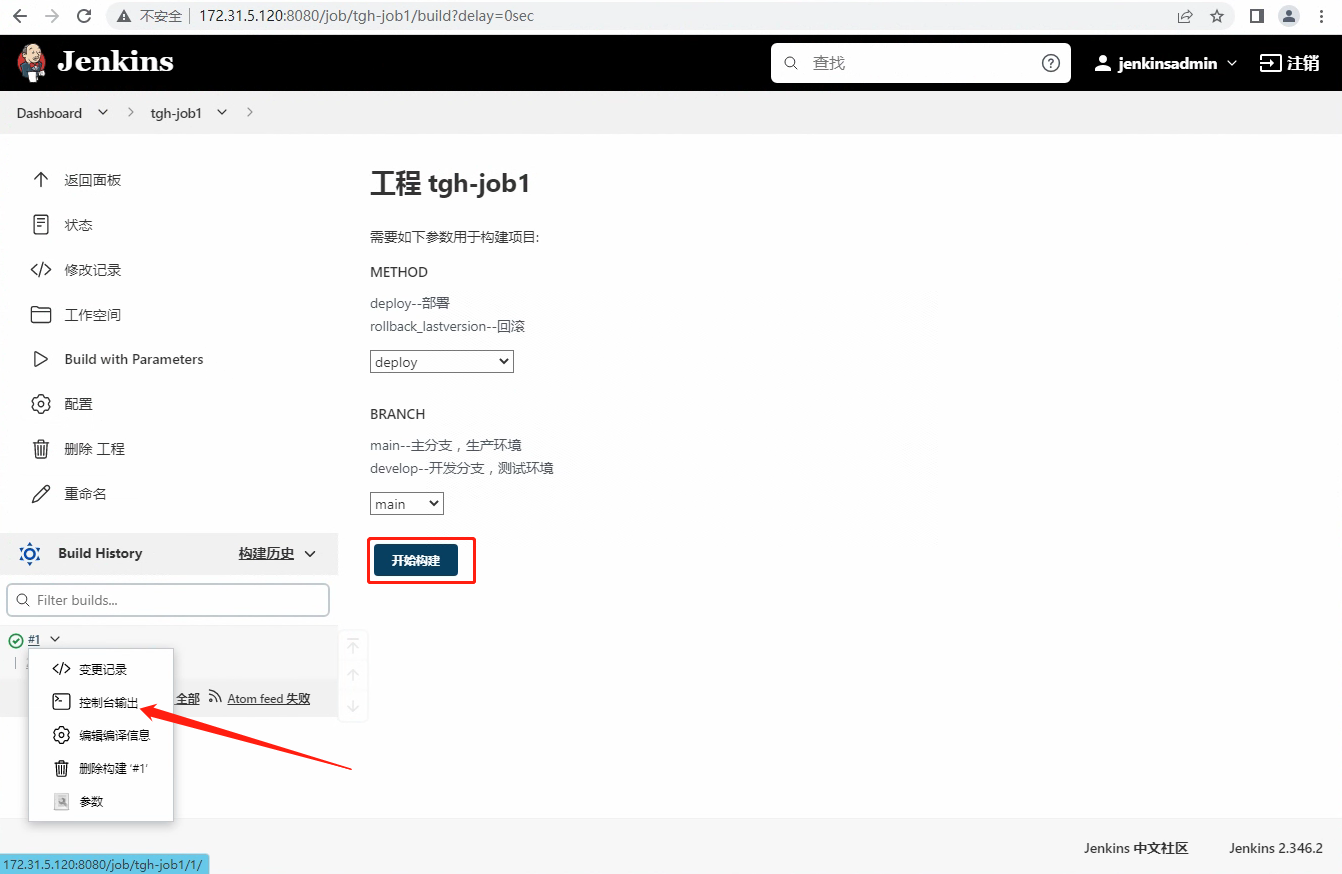 不安全 172.31.5.120:8080/job/tgh-job1/build?delay=0sec
Jenkins
查找
jenkinsadmin
注销
Dashboard
tgh-job1
返回面板
状态
修改记录
工作空间
Build with Parameters
配置
删除 工程
重命名
Build History
构建历史
Filter builds...
#1
变更记录
控制台输出
编辑编译信息
删除构建 '#1'
参数
全部
Atom feed 失败
工程 tgh-job1
需要如下参数用于构建项目:
METHOD
deploy--部署
rollback_lastversion--回滚
deploy
BRANCH
main--主分支，生产环境
develop--开发分支，测试环境
main
开始构建
Jenkins 中文社区
Jenkins 2.346.2
172.31.5.120:8080/job/tgh-job1/1/